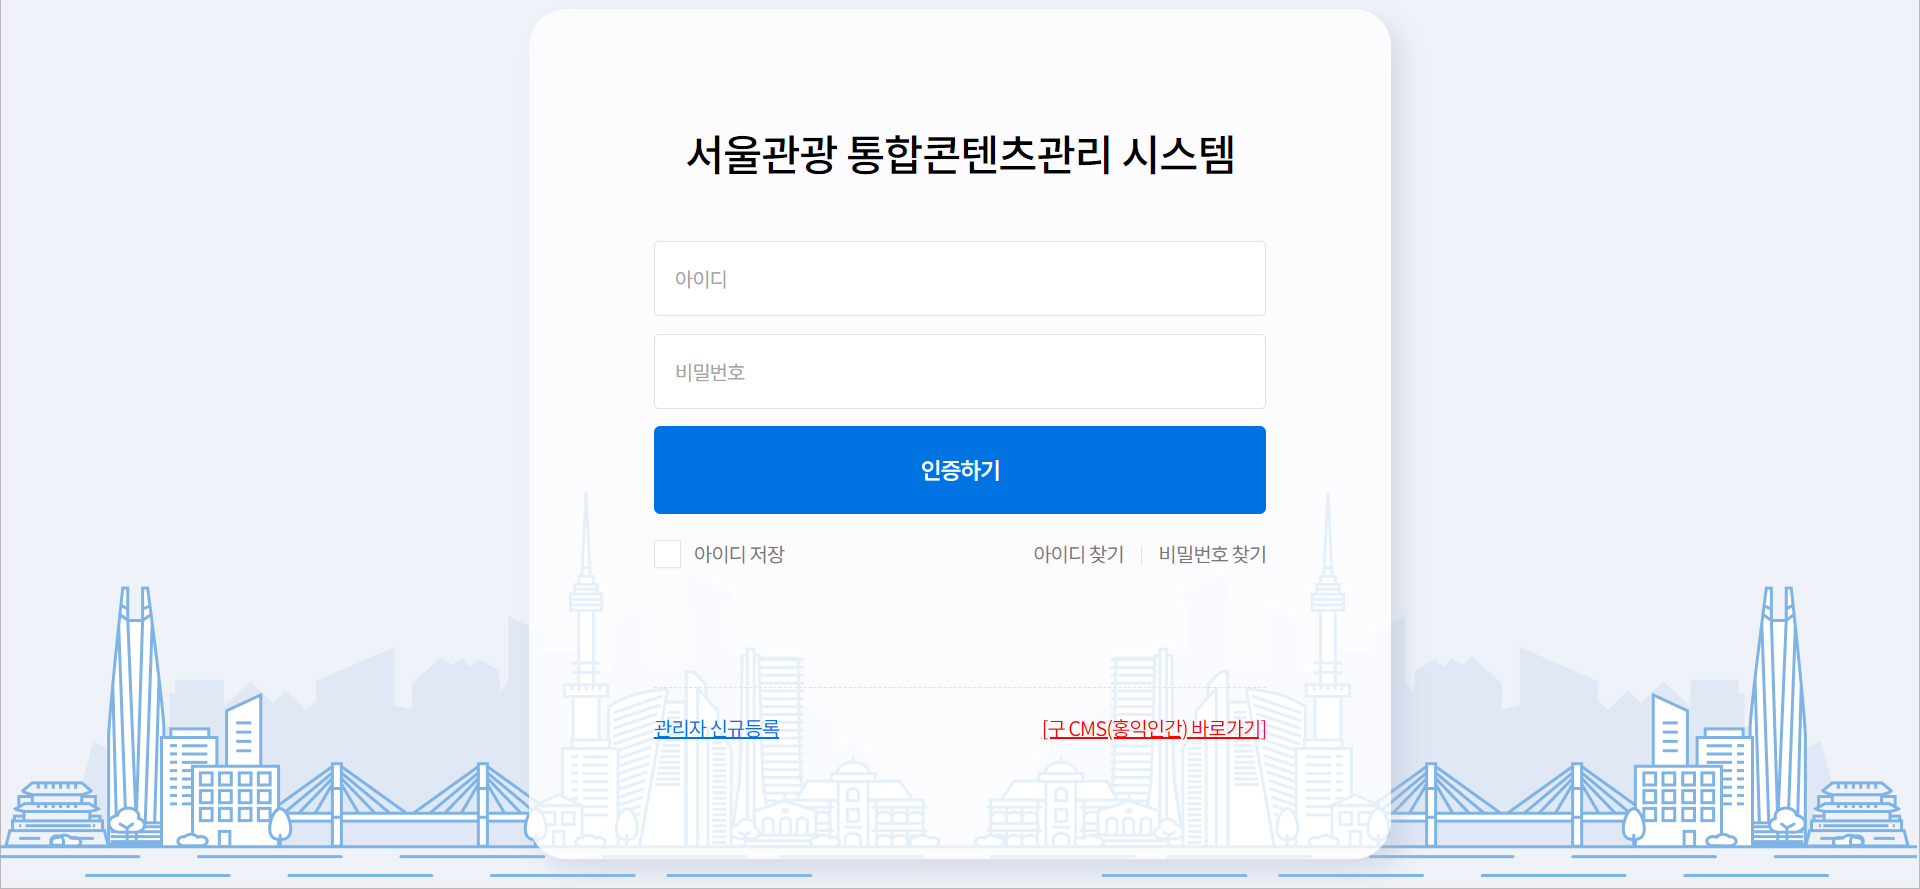 서울관광 통합콘텐츠관리 시스템
아이디
비밀번호
인증하기
아이디 저장
아이디 찾기
비밀번호 찾기
관리자 신규등록
[구 CMS(홍익인간) 바로가기]